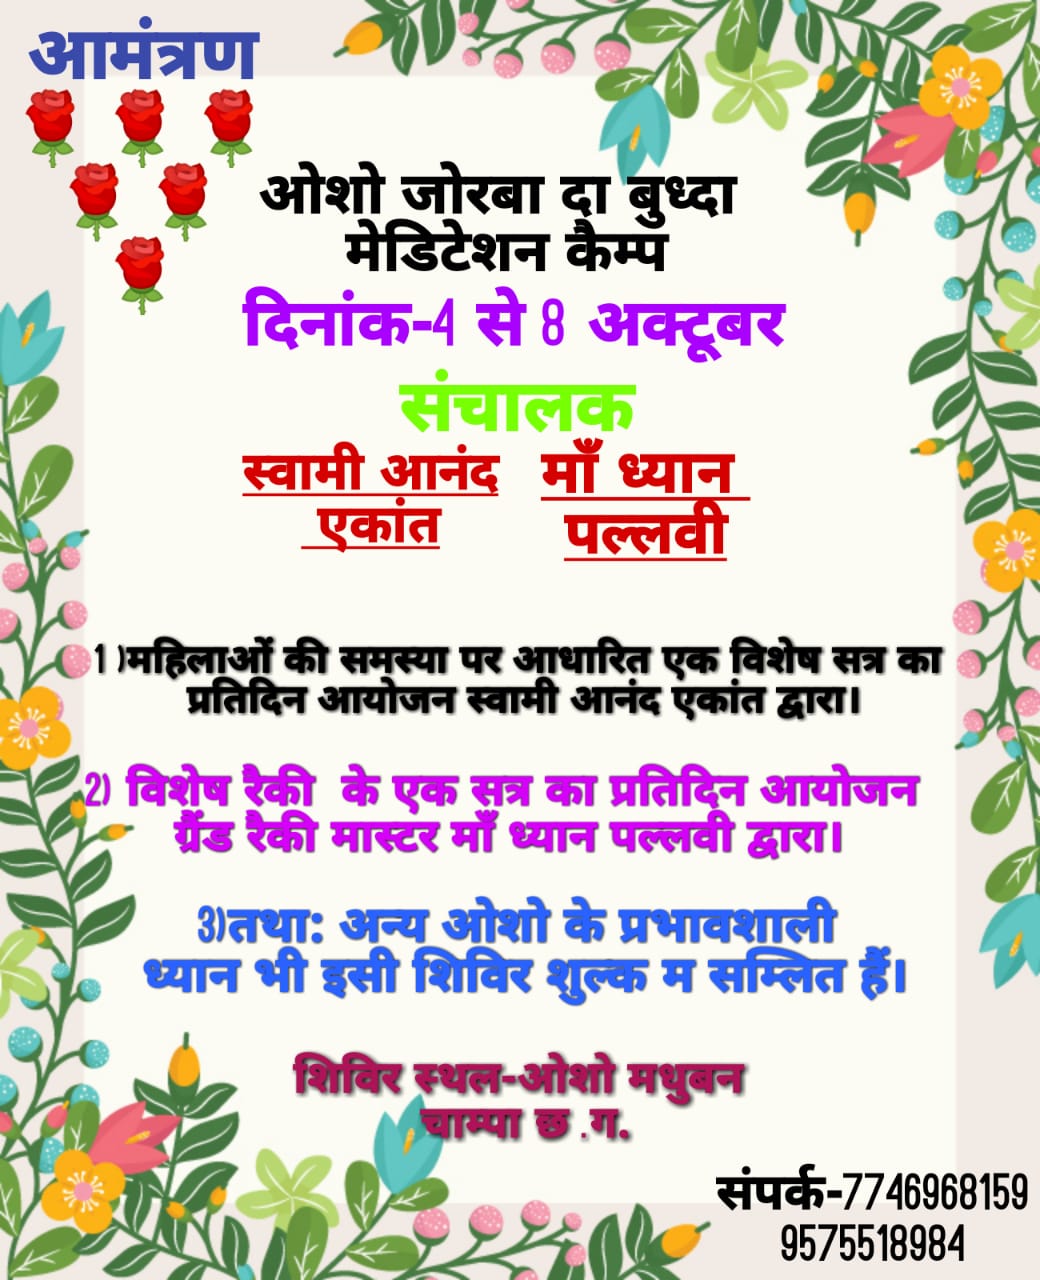 आमंत्रण
ओशो जोरबा दा बुध्दा
मेडिटेशन कैम्प
दिनांक-4 से 8 अक्टूबर
संचालक
स्वामी आनंद
एकांत
माँ ध्यान
पल्लवी
1)महिलाओं की समस्या पर आधारित एक विशेष सत्र का
प्रतिदिन आयोजन स्वामी आनंद एकांत द्वारा।
2) विशेष रैकी के एक सत्र का प्रतिदिन आयोजन
ग्रैंड रैकी मास्टर माँ ध्यान पल्लवी द्वारा।
3)तथा: अन्य ओशो के प्रभावशाली
ध्यान भी इसी शिविर शुल्क म सम्लित हैं।
शिविर स्थल-ओशो मधुबन
चाम्पा छ .ग.
संपर्क-7746968159
9575518984